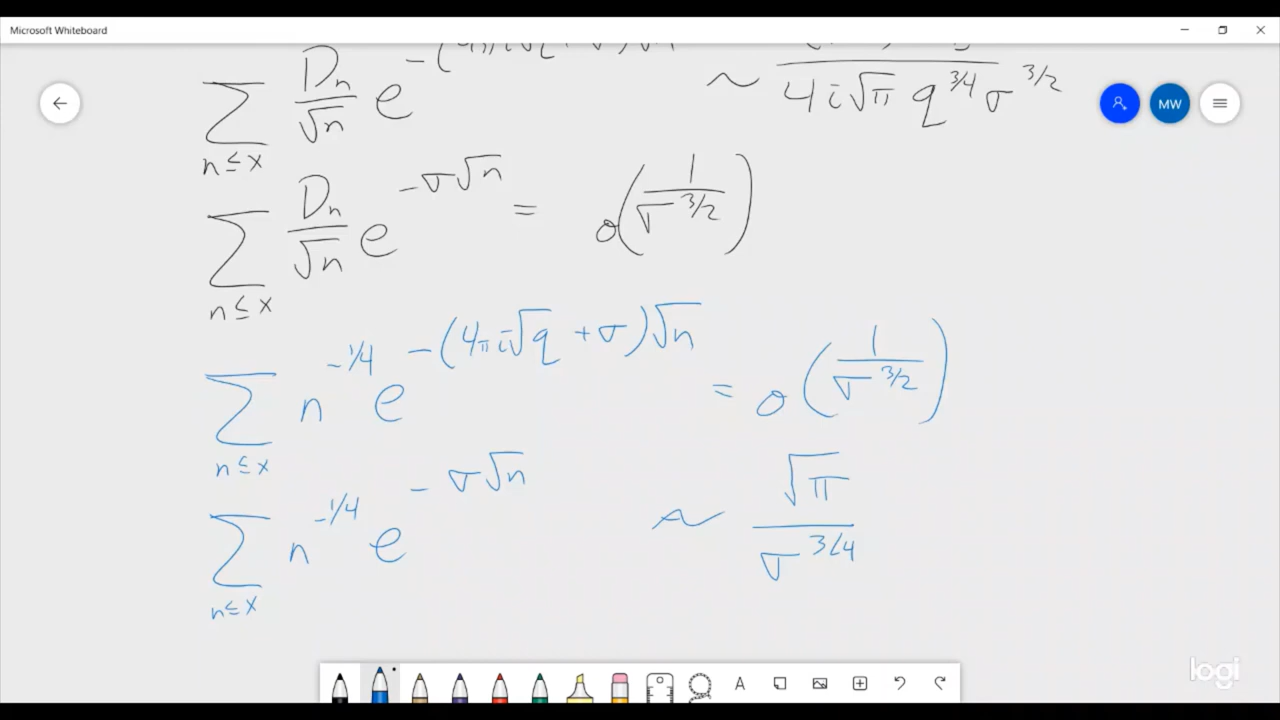 Microsoft Whiteboard
∑_{n≤x} D_n/√n e^{-(4πi√q+σ)√n} ~ / 4i√π q^{3/4} σ^{3/2}
MW
∑_{n≤x} D_n/√n e^{-σ√n} = o(1/σ^{3/2})
∑_{n≤x} n^{-1/4} e^{-(4πi√q+σ)√n} = o(1/σ^{3/2})
∑_{n≤x} n^{-1/4} e^{-σ√n} ~ √π/σ^{3/4}
A
logi